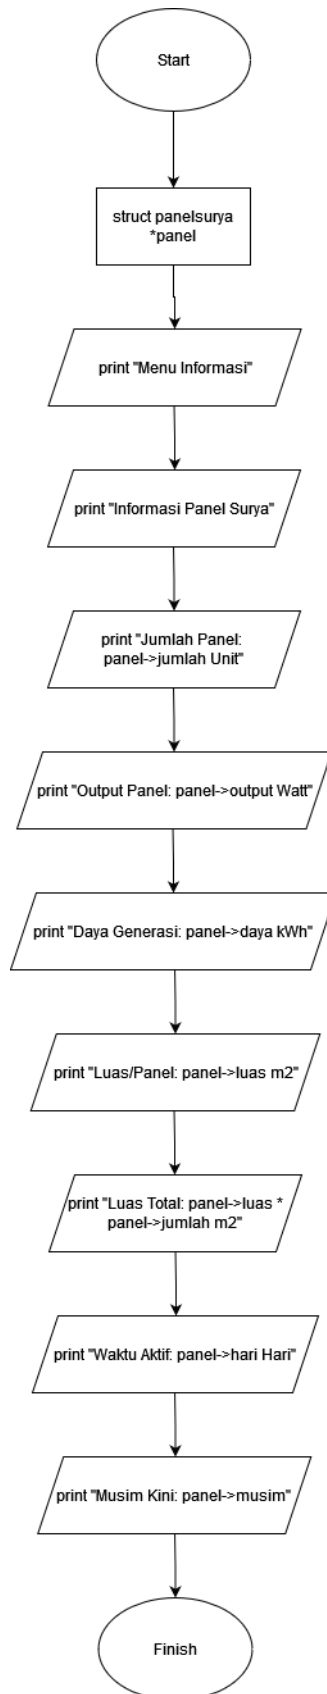 Start
struct panelsurya
*panel
print "Menu Informasi"
print "Informasi Panel Surya"
print "Jumlah Panel:
panel->jumlah Unit"
print "Output Panel: panel->output Watt"
print "Daya Generasi: panel->daya kWh"
print "Luas/Panel: panel->luas m2"
print "Luas Total: panel->luas *
panel->jumlah m2"
print "Waktu Aktif: panel->hari Hari"
print "Musim Kini: panel->musim"
Finish